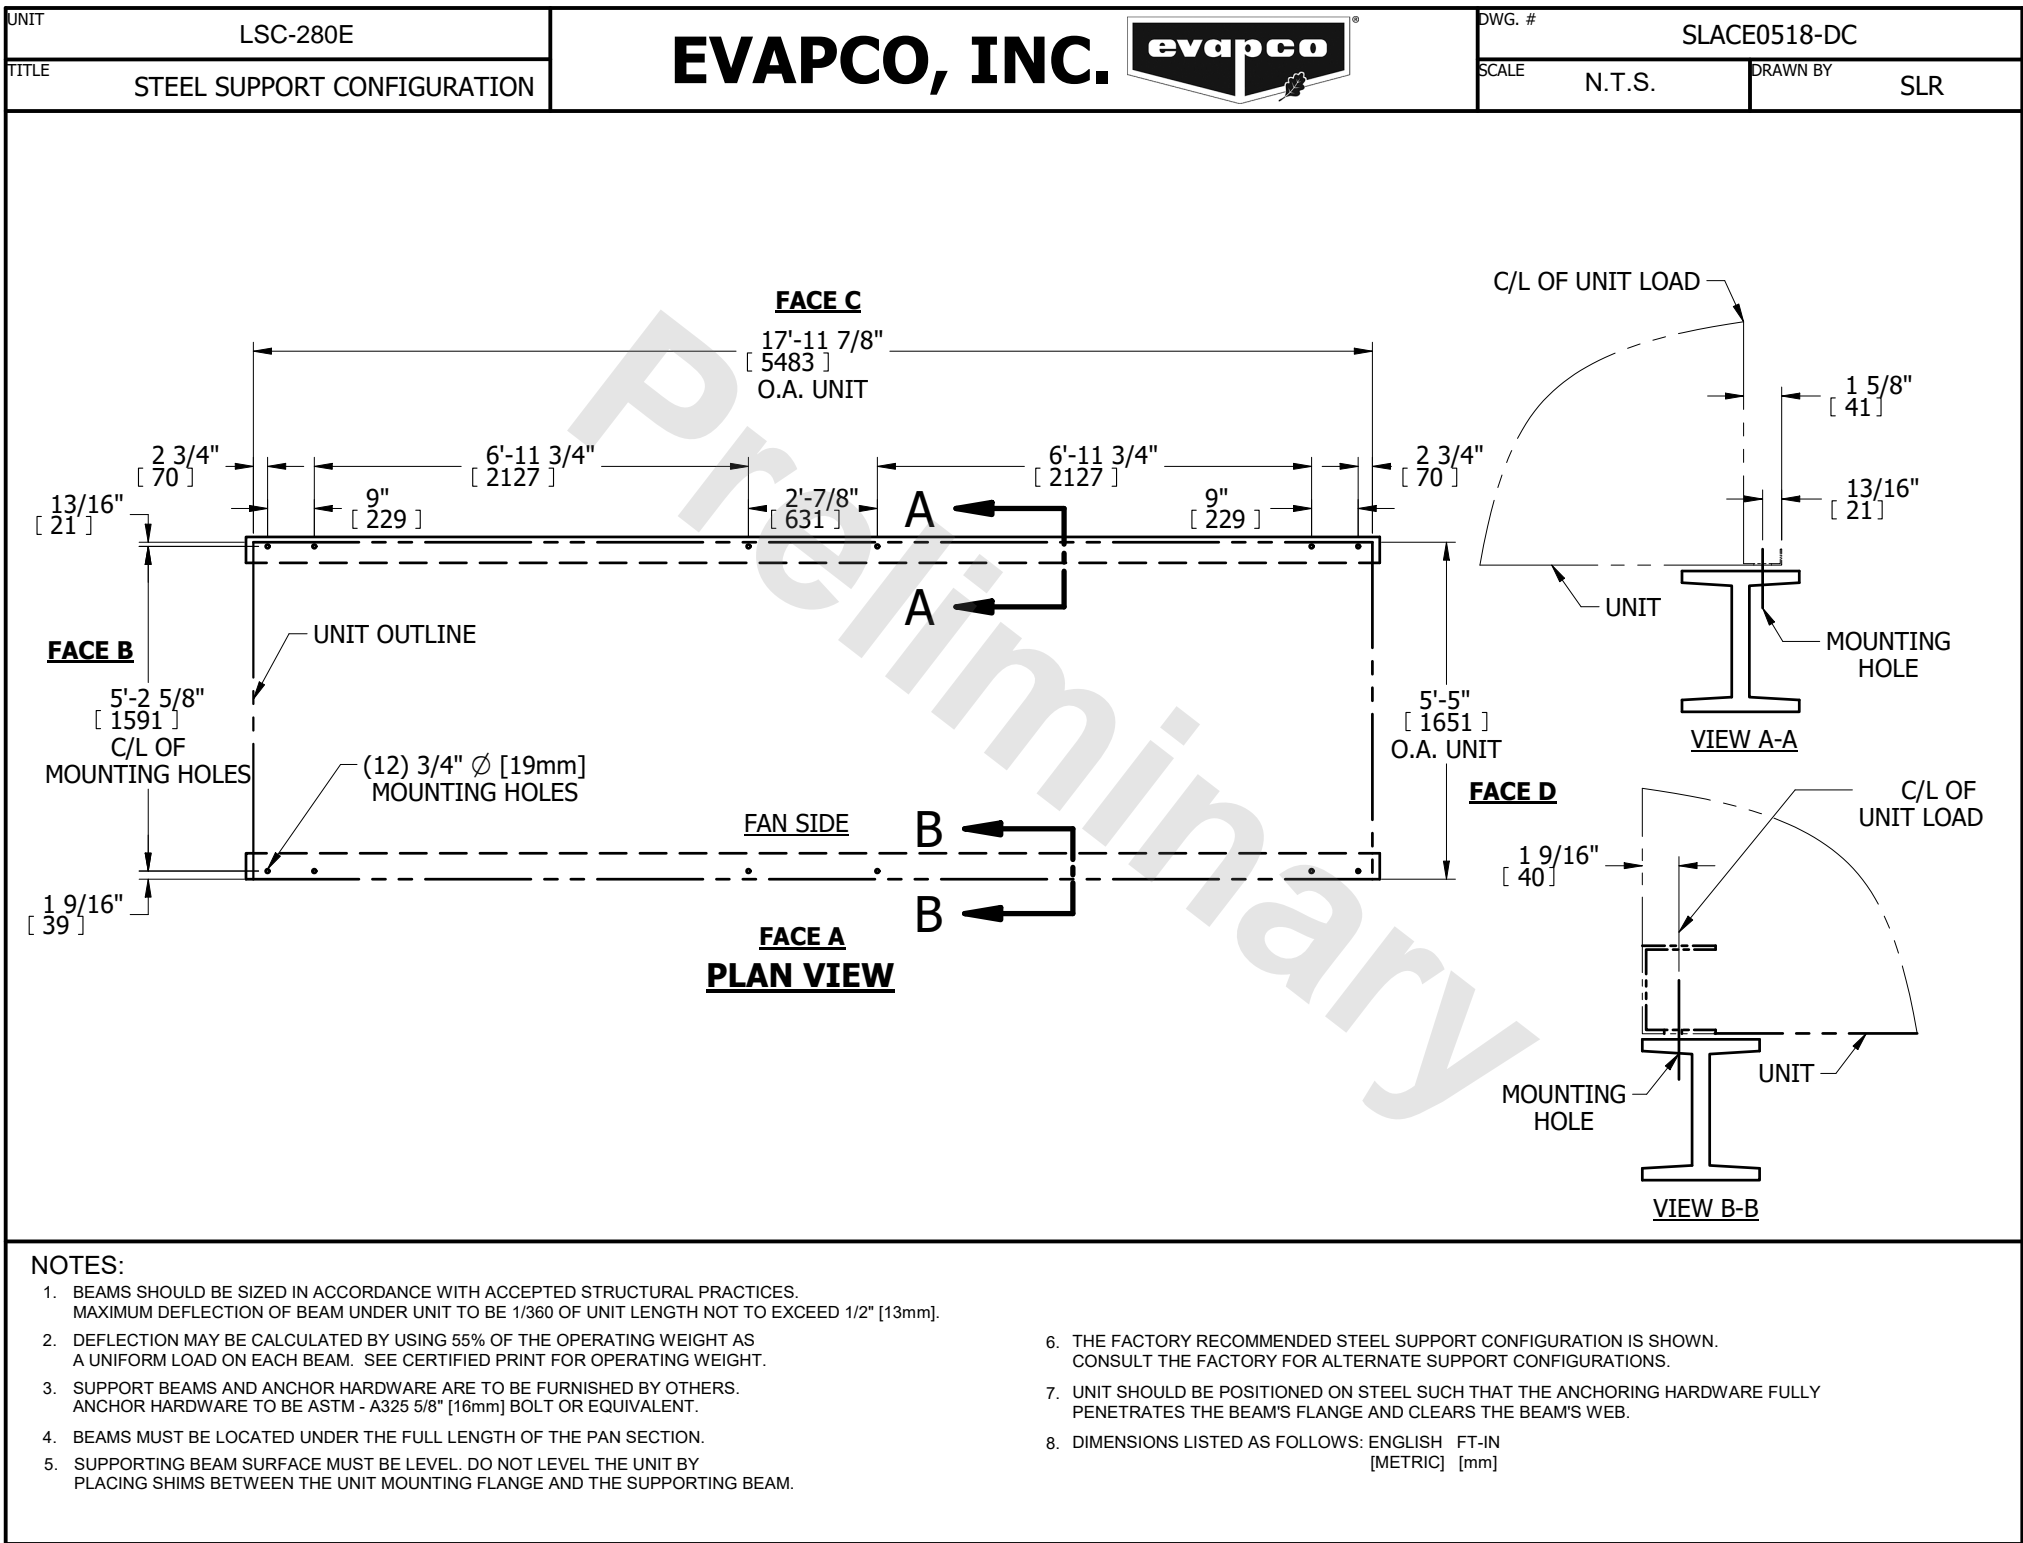 UNIT
LSC-280E
TITLE
STEEL SUPPORT CONFIGURATION
EVAPCO, INC.
evapco
®
DWG. #
SLACE0518-DC
SCALE
N.T.S.
DRAWN BY
SLR
FACE C
17'-11 7/8"
[ 5483 ]
O.A. UNIT
2 3/4"
[ 70 ]
6'-11 3/4"
[ 2127 ]
6'-11 3/4"
[ 2127 ]
2 3/4"
[ 70 ]
13/16"
[ 21 ]
9"
[ 229 ]
2'-7/8"
[ 631 ]
A
9"
[ 229 ]
A
FACE B
UNIT OUTLINE
5'-2 5/8"
[ 1591 ]
C/L OF
MOUNTING HOLES
(12) 3/4" ∅ [19mm]
MOUNTING HOLES
5'-5"
[ 1651 ]
O.A. UNIT
FACE D
FAN SIDE
B
B
1 9/16"
[ 39 ]
FACE A
PLAN VIEW
C/L OF UNIT LOAD
1 5/8"
[ 41 ]
13/16"
[ 21 ]
UNIT
MOUNTING
HOLE
VIEW A-A
C/L OF
UNIT LOAD
1 9/16"
[ 40 ]
UNIT
MOUNTING
HOLE
VIEW B-B
Preliminary
NOTES:
1. BEAMS SHOULD BE SIZED IN ACCORDANCE WITH ACCEPTED STRUCTURAL PRACTICES.
MAXIMUM DEFLECTION OF BEAM UNDER UNIT TO BE 1/360 OF UNIT LENGTH NOT TO EXCEED 1/2" [13mm].
2. DEFLECTION MAY BE CALCULATED BY USING 55% OF THE OPERATING WEIGHT AS
A UNIFORM LOAD ON EACH BEAM. SEE CERTIFIED PRINT FOR OPERATING WEIGHT.
3. SUPPORT BEAMS AND ANCHOR HARDWARE ARE TO BE FURNISHED BY OTHERS.
ANCHOR HARDWARE TO BE ASTM - A325 5/8" [16mm] BOLT OR EQUIVALENT.
4. BEAMS MUST BE LOCATED UNDER THE FULL LENGTH OF THE PAN SECTION.
5. SUPPORTING BEAM SURFACE MUST BE LEVEL. DO NOT LEVEL THE UNIT BY
PLACING SHIMS BETWEEN THE UNIT MOUNTING FLANGE AND THE SUPPORTING BEAM.
6. THE FACTORY RECOMMENDED STEEL SUPPORT CONFIGURATION IS SHOWN.
CONSULT THE FACTORY FOR ALTERNATE SUPPORT CONFIGURATIONS.
7. UNIT SHOULD BE POSITIONED ON STEEL SUCH THAT THE ANCHORING HARDWARE FULLY
PENETRATES THE BEAM'S FLANGE AND CLEARS THE BEAM'S WEB.
8. DIMENSIONS LISTED AS FOLLOWS: ENGLISH FT-IN
[METRIC] [mm]